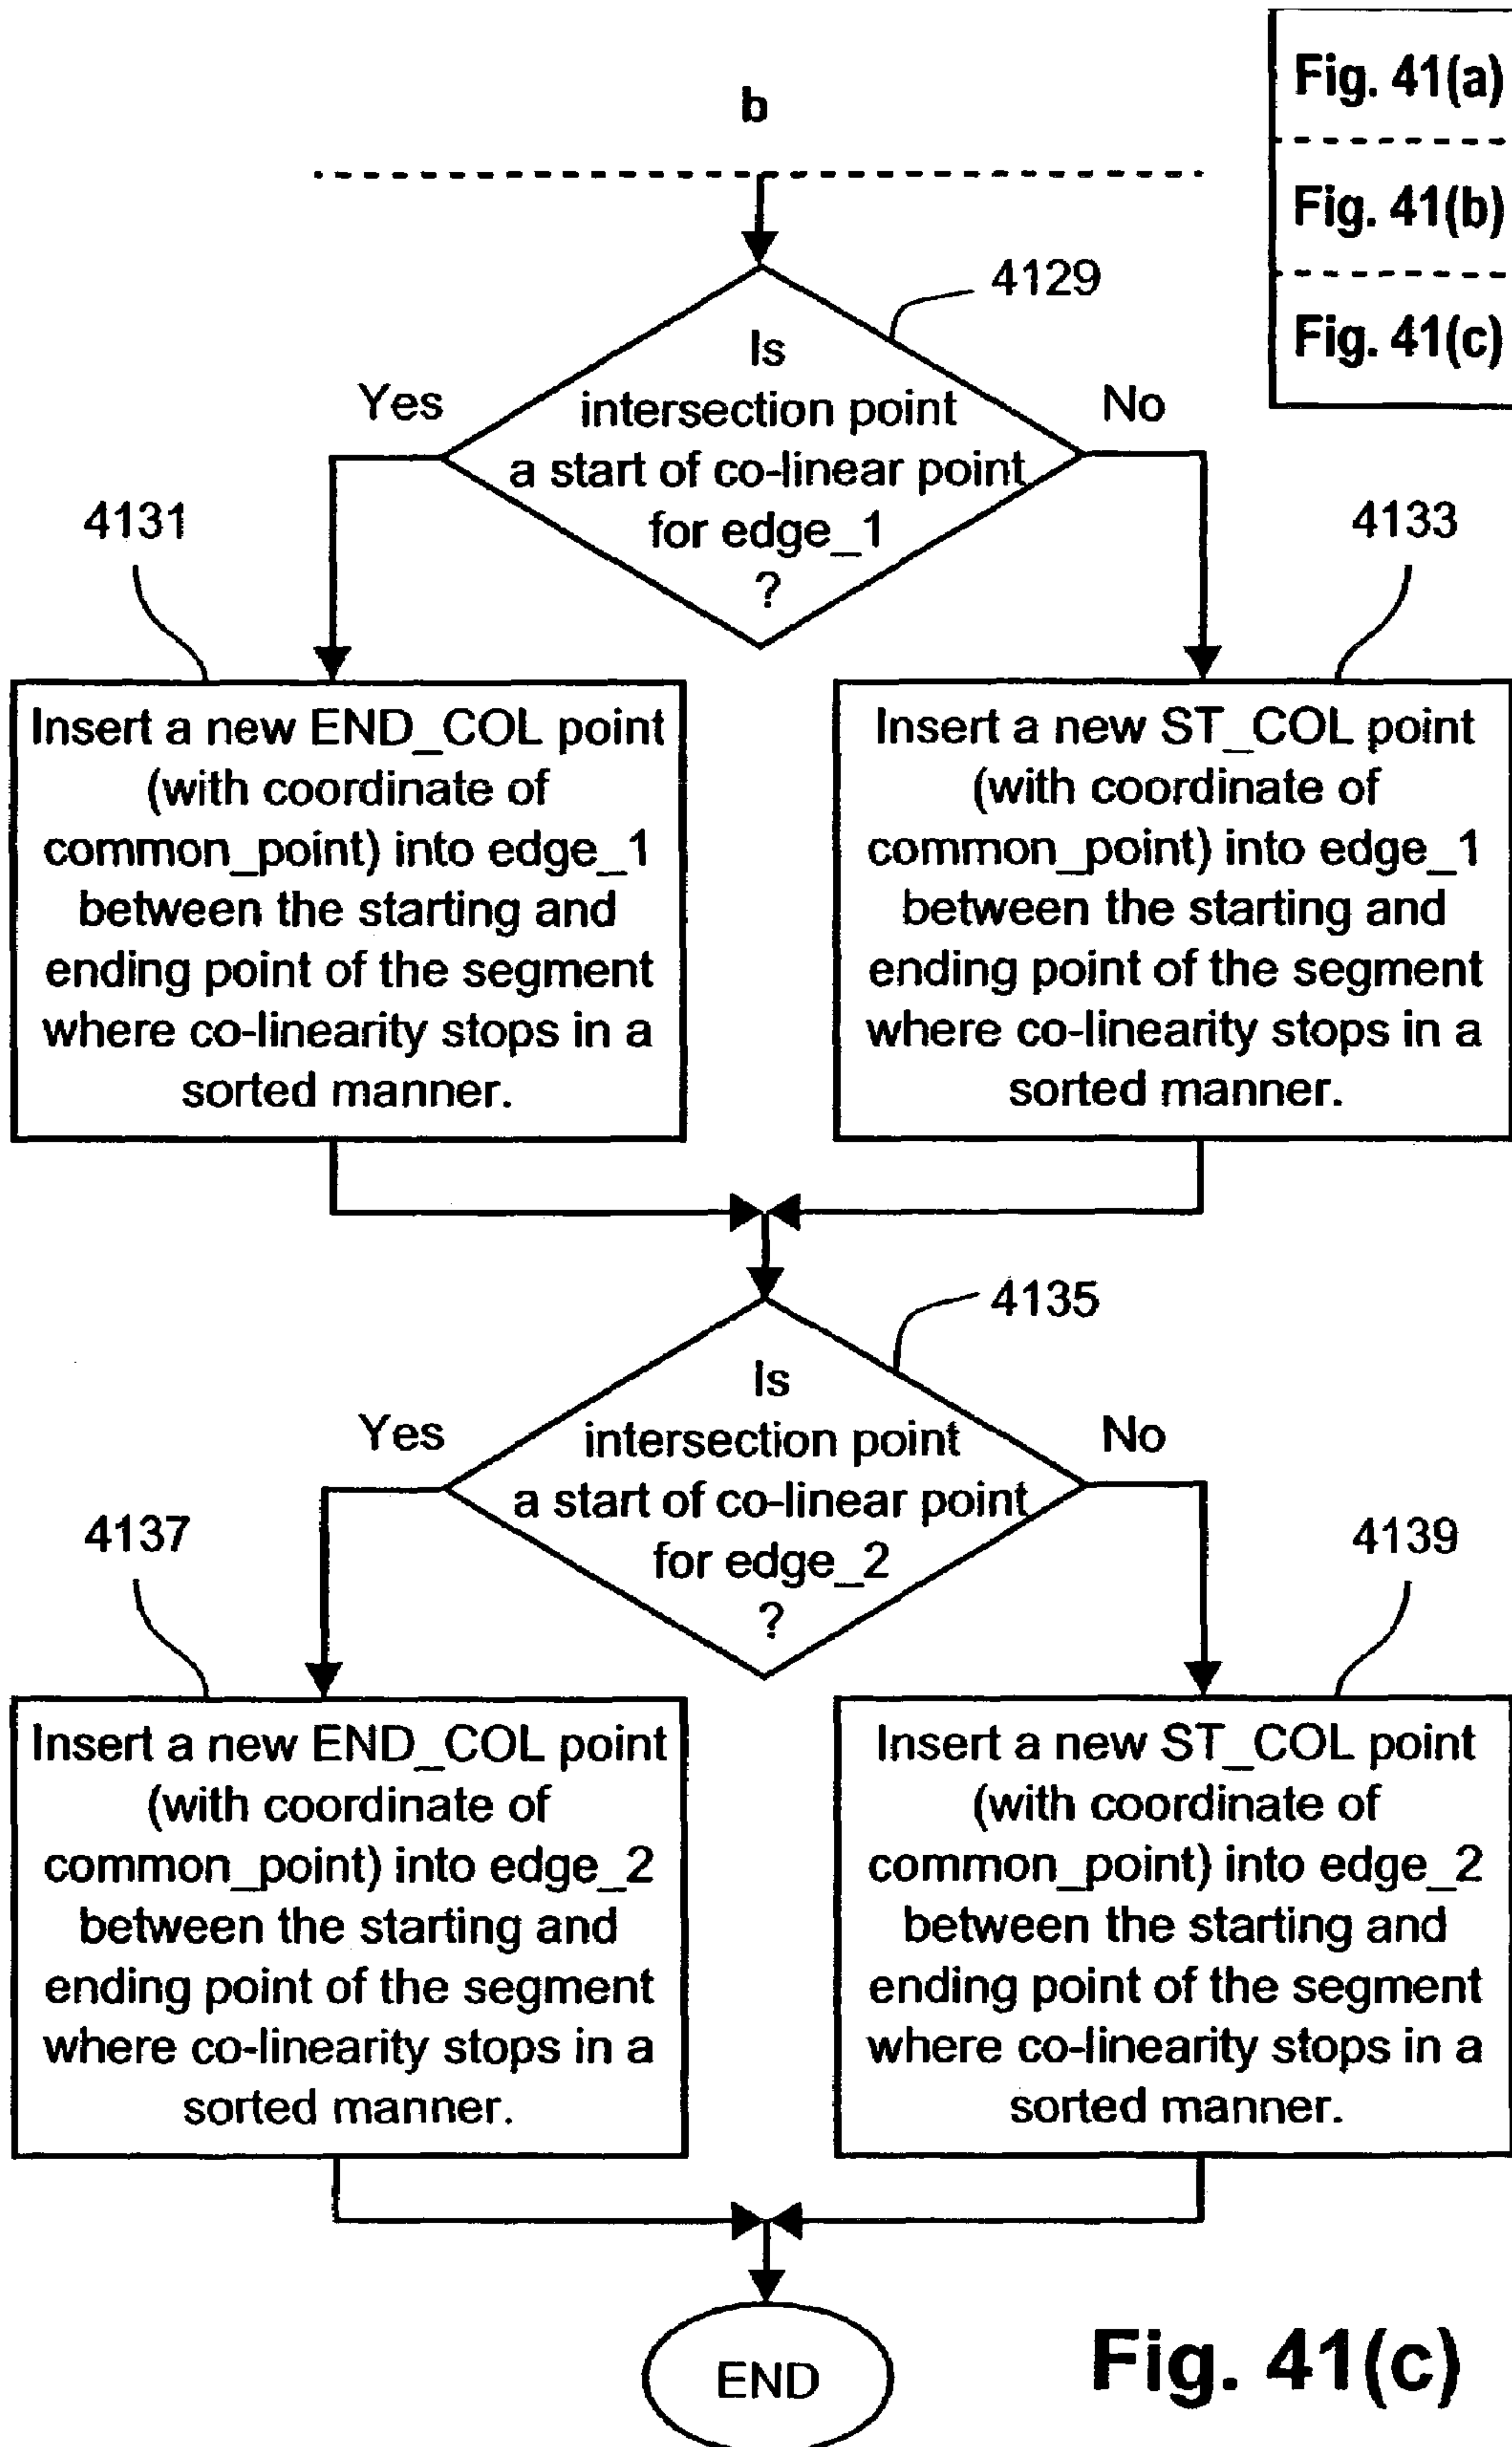 Fig. 41(a)
Fig. 41(b)
Fig. 41(c)
b
4129
Is
intersection point
a start of co-linear point
for edge_1
?
Yes
No
4131
4133
Insert a new END_COL point
(with coordinate of
common_point) into edge_1
between the starting and
ending point of the segment
where co-linearity stops in a
sorted manner.
Insert a new ST_COL point
(with coordinate of
common_point) into edge_1
between the starting and
ending point of the segment
where co-linearity stops in a
sorted manner.
4135
Is
intersection point
a start of co-linear point
for edge_2
?
Yes
No
4137
4139
Insert a new END_COL point
(with coordinate of
common_point) into edge_2
between the starting and
ending point of the segment
where co-linearity stops in a
sorted manner.
Insert a new ST_COL point
(with coordinate of
common_point) into edge_2
between the starting and
ending point of the segment
where co-linearity stops in a
sorted manner.
END
Fig. 41(c)